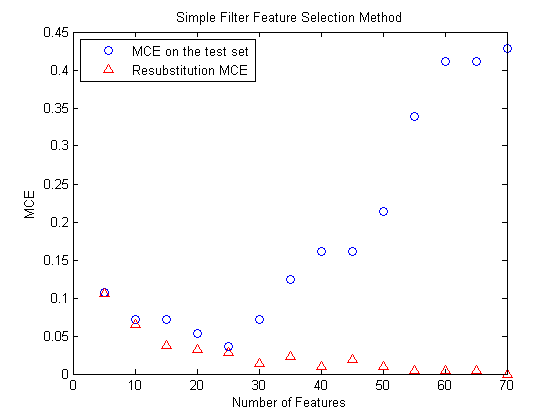 Simple Filter Feature Selection Method
MCE on the test set
Resubstitution MCE
MCE
0.45
0.4
0.35
0.3
0.25
0.2
0.15
0.1
0.05
0
0 10 20 30 40 50 60 70
Number of Features